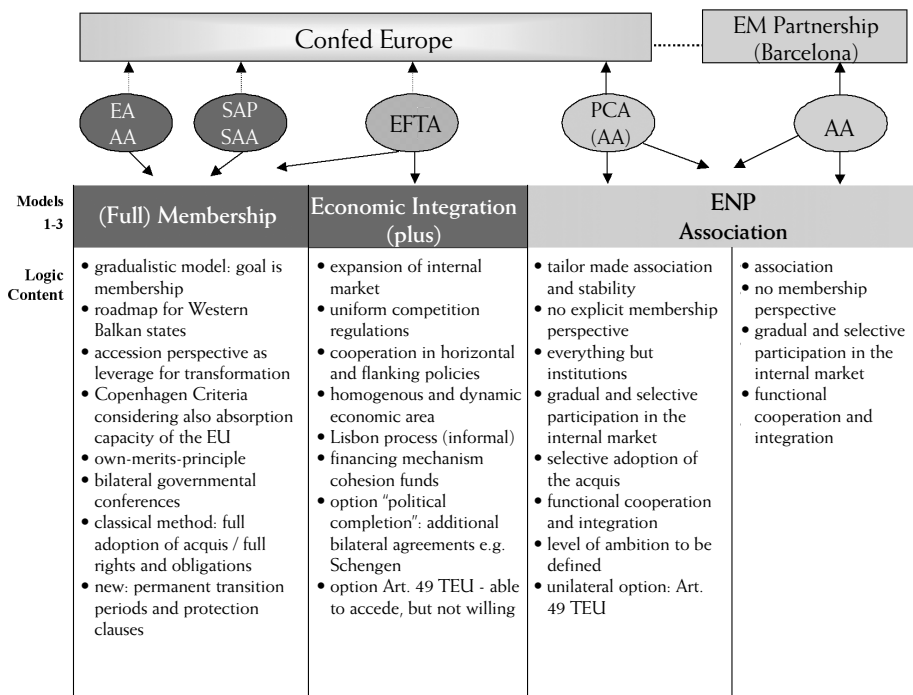 Confed Europe
EM Partnership
(Barcelona)
EA
AA
SAP
SAA
EFTA
PCA
(AA)
AA
Models
1-3
(Full) Membership
Economic Integration
(plus)
ENP
Association
Logic
Content
• gradualistic model: goal is
membership
• roadmap for Western
Balkan states
• accession perspective as
leverage for transformation
• Copenhagen Criteria
considering also absorption
capacity of the EU
• own-merits-principle
• bilateral governmental
conferences
• classical method: full
adoption of acquis / full
rights and obligations
• new: permanent transition
periods and protection
clauses
• expansion of internal
market
• uniform competition
regulations
• cooperation in horizontal
and flanking policies
• homogenous and dynamic
economic area
• Lisbon process (informal)
• financing mechanism
cohesion funds
• option “political
completion”: additional
bilateral agreements e.g.
Schengen
• option Art. 49 TEU - able
to accede, but not willing
• tailor made association
and stability
• no explicit membership
perspective
• everything but
institutions
• gradual and selective
participation in the
internal market
• selective adoption of
the acquis
• functional cooperation
and integration
• level of ambition to be
defined
• unilateral option: Art.
49 TEU
• association
• no membership
perspective
• gradual and selective
participation in the
internal market
• functional
cooperation and
integration